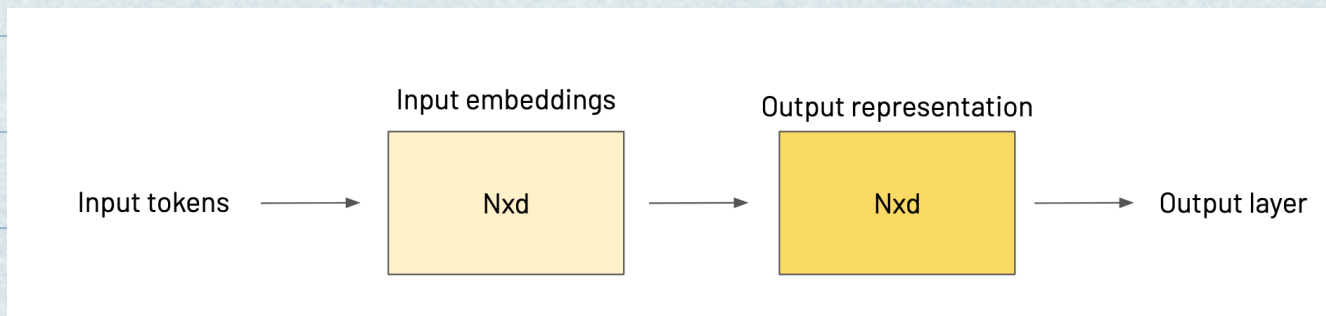 Input embeddings
Output representation
Input tokens
Nxd
Nxd
Output layer